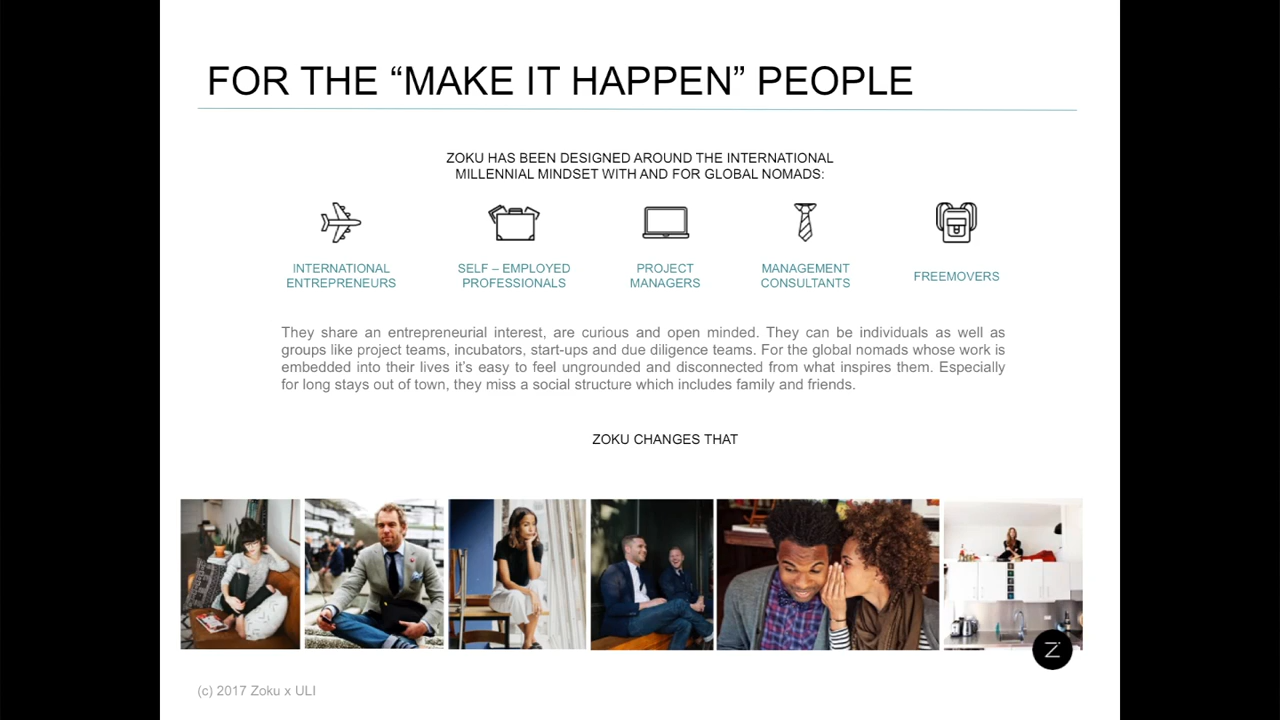 FOR THE “MAKE IT HAPPEN” PEOPLE
ZOKU HAS BEEN DESIGNED AROUND THE INTERNATIONAL
MILLENNIAL MINDSET WITH AND FOR GLOBAL NOMADS:
INTERNATIONAL
ENTREPRENEURS
SELF – EMPLOYED
PROFESSIONALS
PROJECT
MANAGERS
MANAGEMENT
CONSULTANTS
FREEMOVERS
They share an entrepreneurial interest, are curious and open minded. They can be individuals as well as
groups like project teams, incubators, start-ups and due diligence teams. For the global nomads whose work is
embedded into their lives it’s easy to feel ungrounded and disconnected from what inspires them. Especially
for long stays out of town, they miss a social structure which includes family and friends.
ZOKU CHANGES THAT
Z
(c) 2017 Zoku x ULI